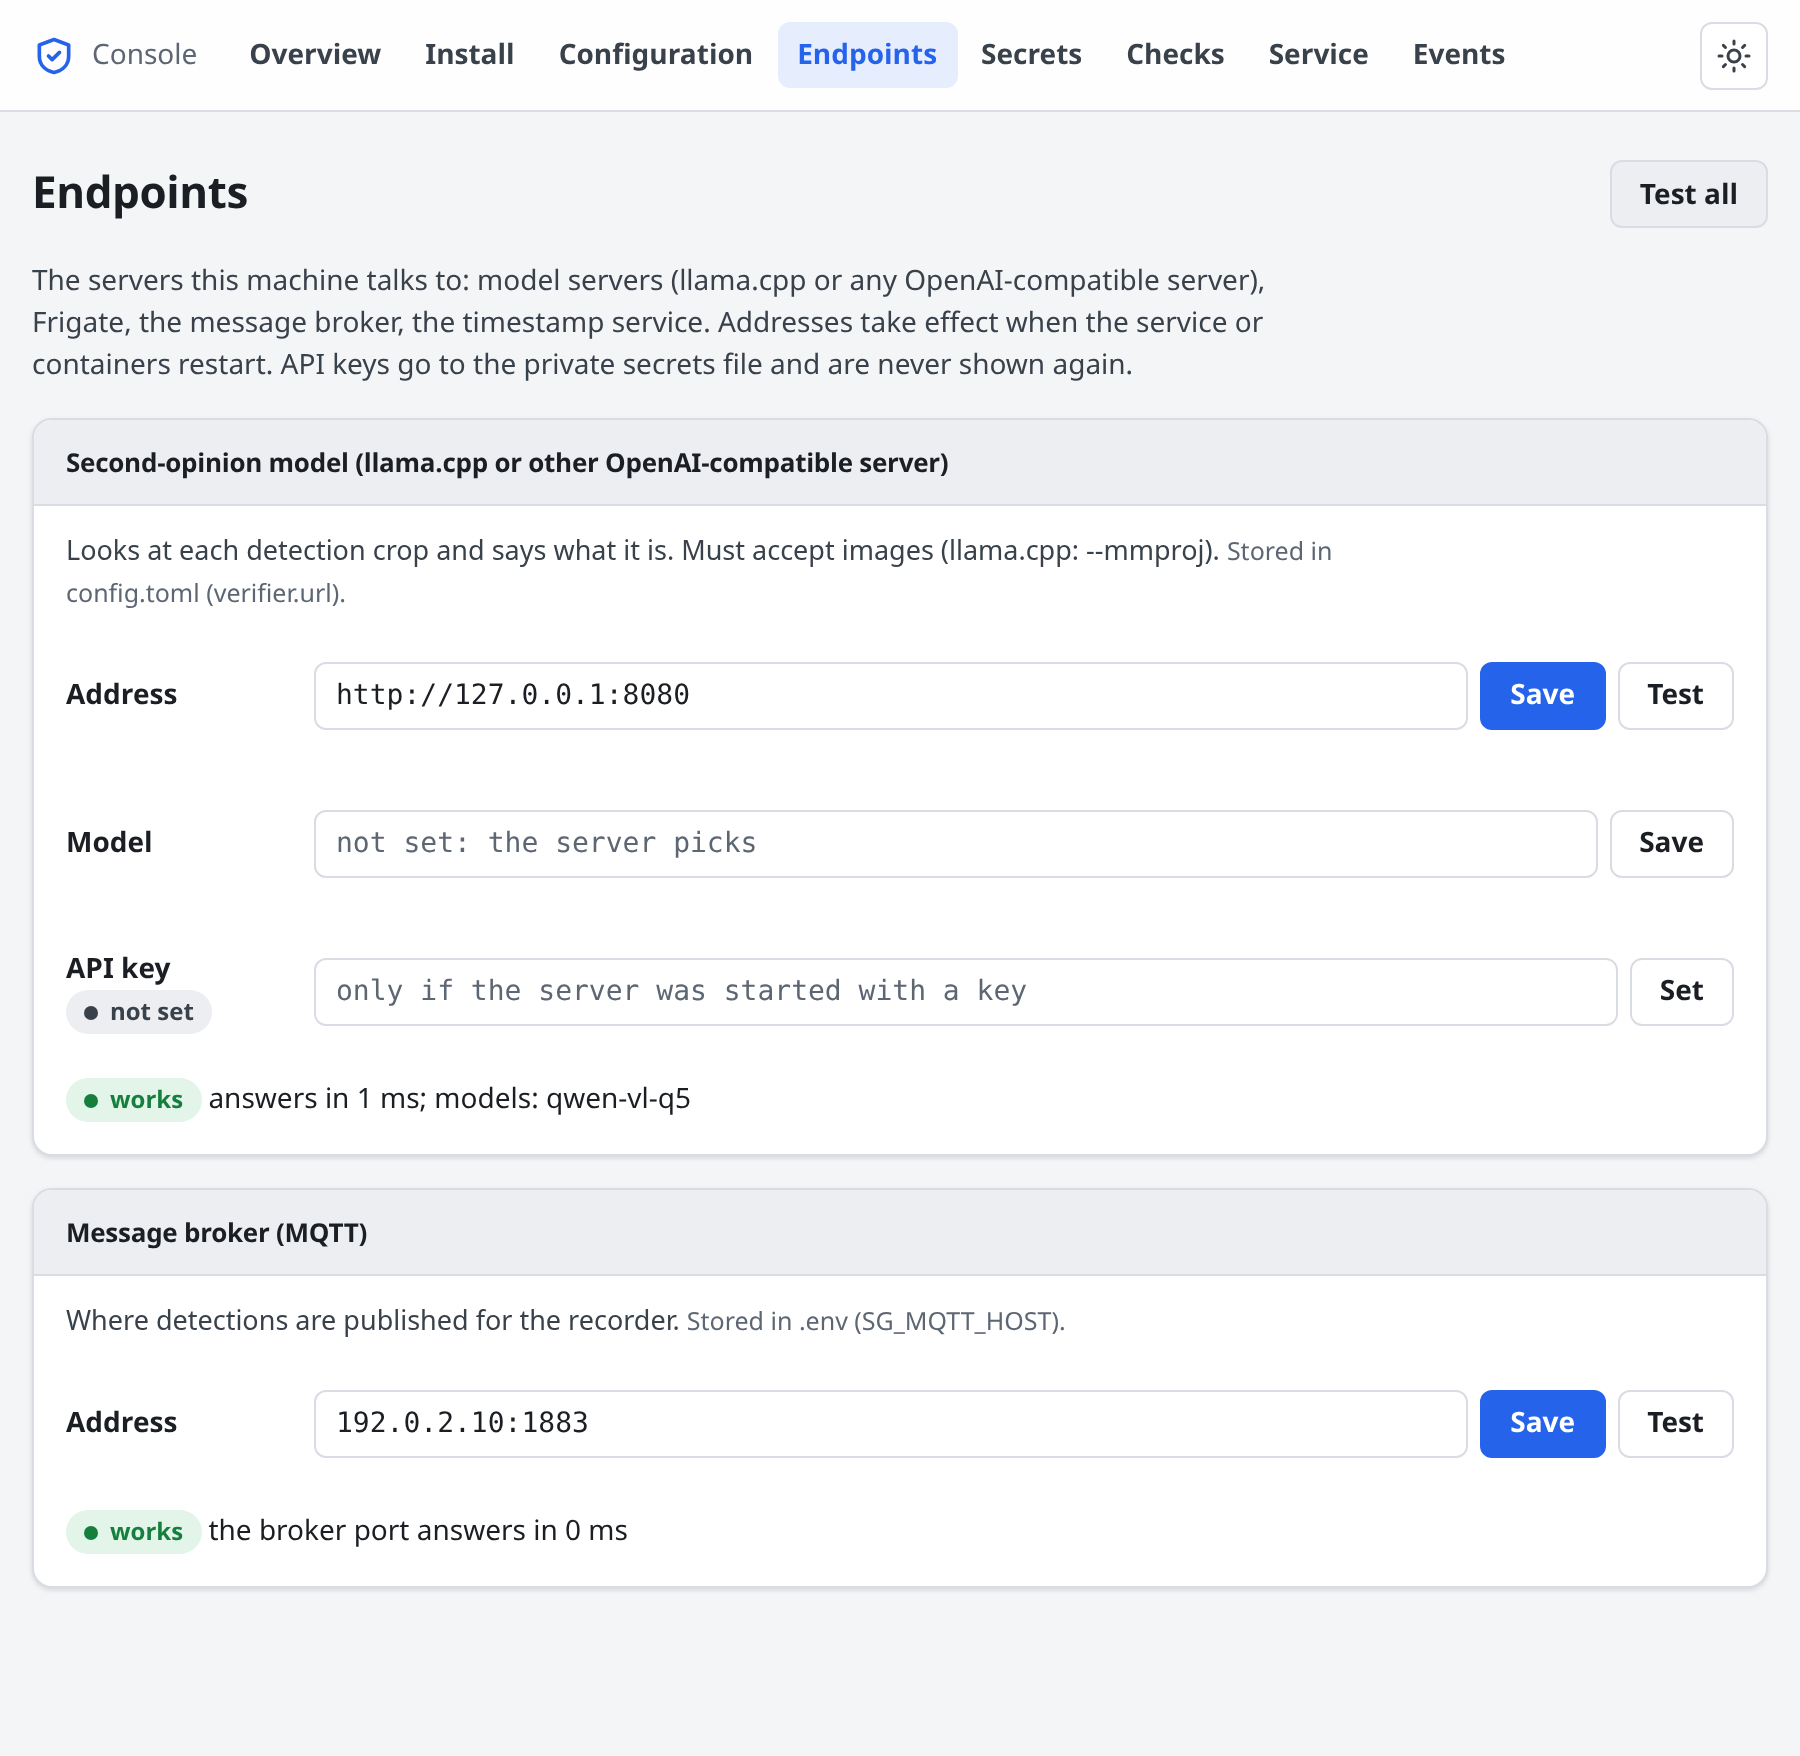 Console Overview Install Configuration Endpoints Secrets Checks Service Events
Endpoints
Test all
The servers this machine talks to: model servers (llama.cpp or any OpenAI-compatible server),
Frigate, the message broker, the timestamp service. Addresses take effect when the service or
containers restart. API keys go to the private secrets file and are never shown again.
Second-opinion model (llama.cpp or other OpenAI-compatible server)
Looks at each detection crop and says what it is. Must accept images (llama.cpp: --mmproj). Stored in
config.toml (verifier.url).
Address http://127.0.0.1:8080 Save Test
Model not set: the server picks Save
API key
not set
only if the server was started with a key Set
works answers in 1 ms; models: qwen-vl-q5
Message broker (MQTT)
Where detections are published for the recorder. Stored in .env (SG_MQTT_HOST).
Address 192.0.2.10:1883 Save Test
works the broker port answers in 0 ms